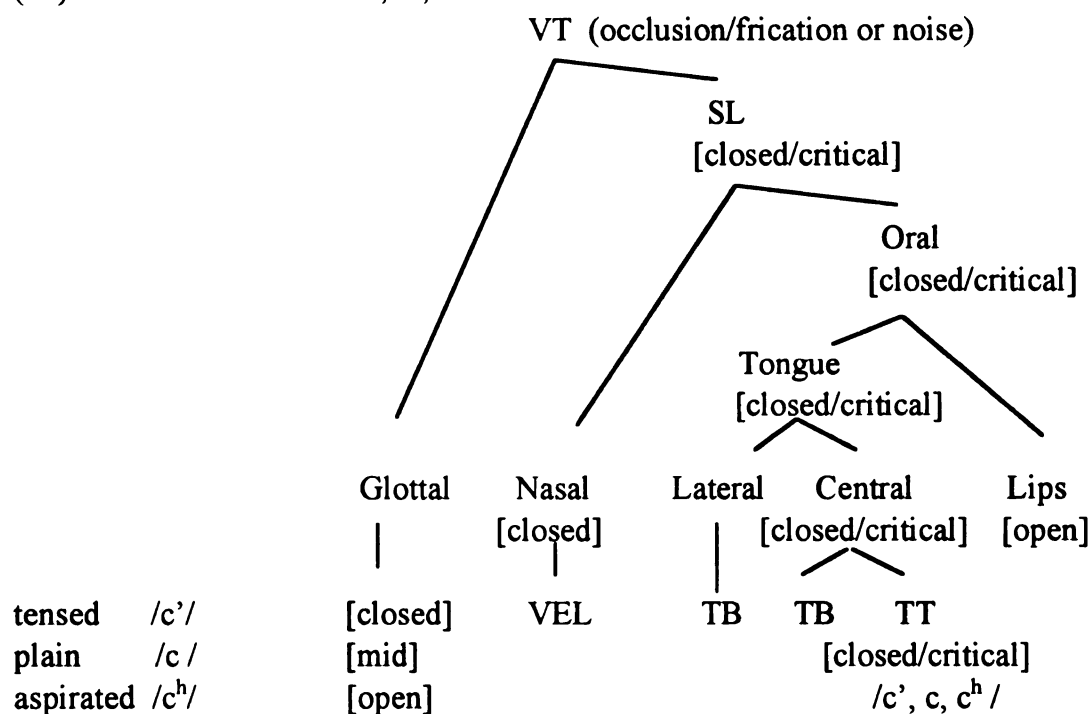 VT (occlusion/frication or noise)
SL
[closed/critical]
Oral
[closed/critical]
Tongue
[closed/critical]
Glottal Nasal Lateral Central Lips
[closed] [closed/critical] [open]
tensed /c’/ [closed] VEL TB TB TT
plain /c / [mid] [closed/critical]
aspirated /cʰ/ [open] /c’, c, cʰ /